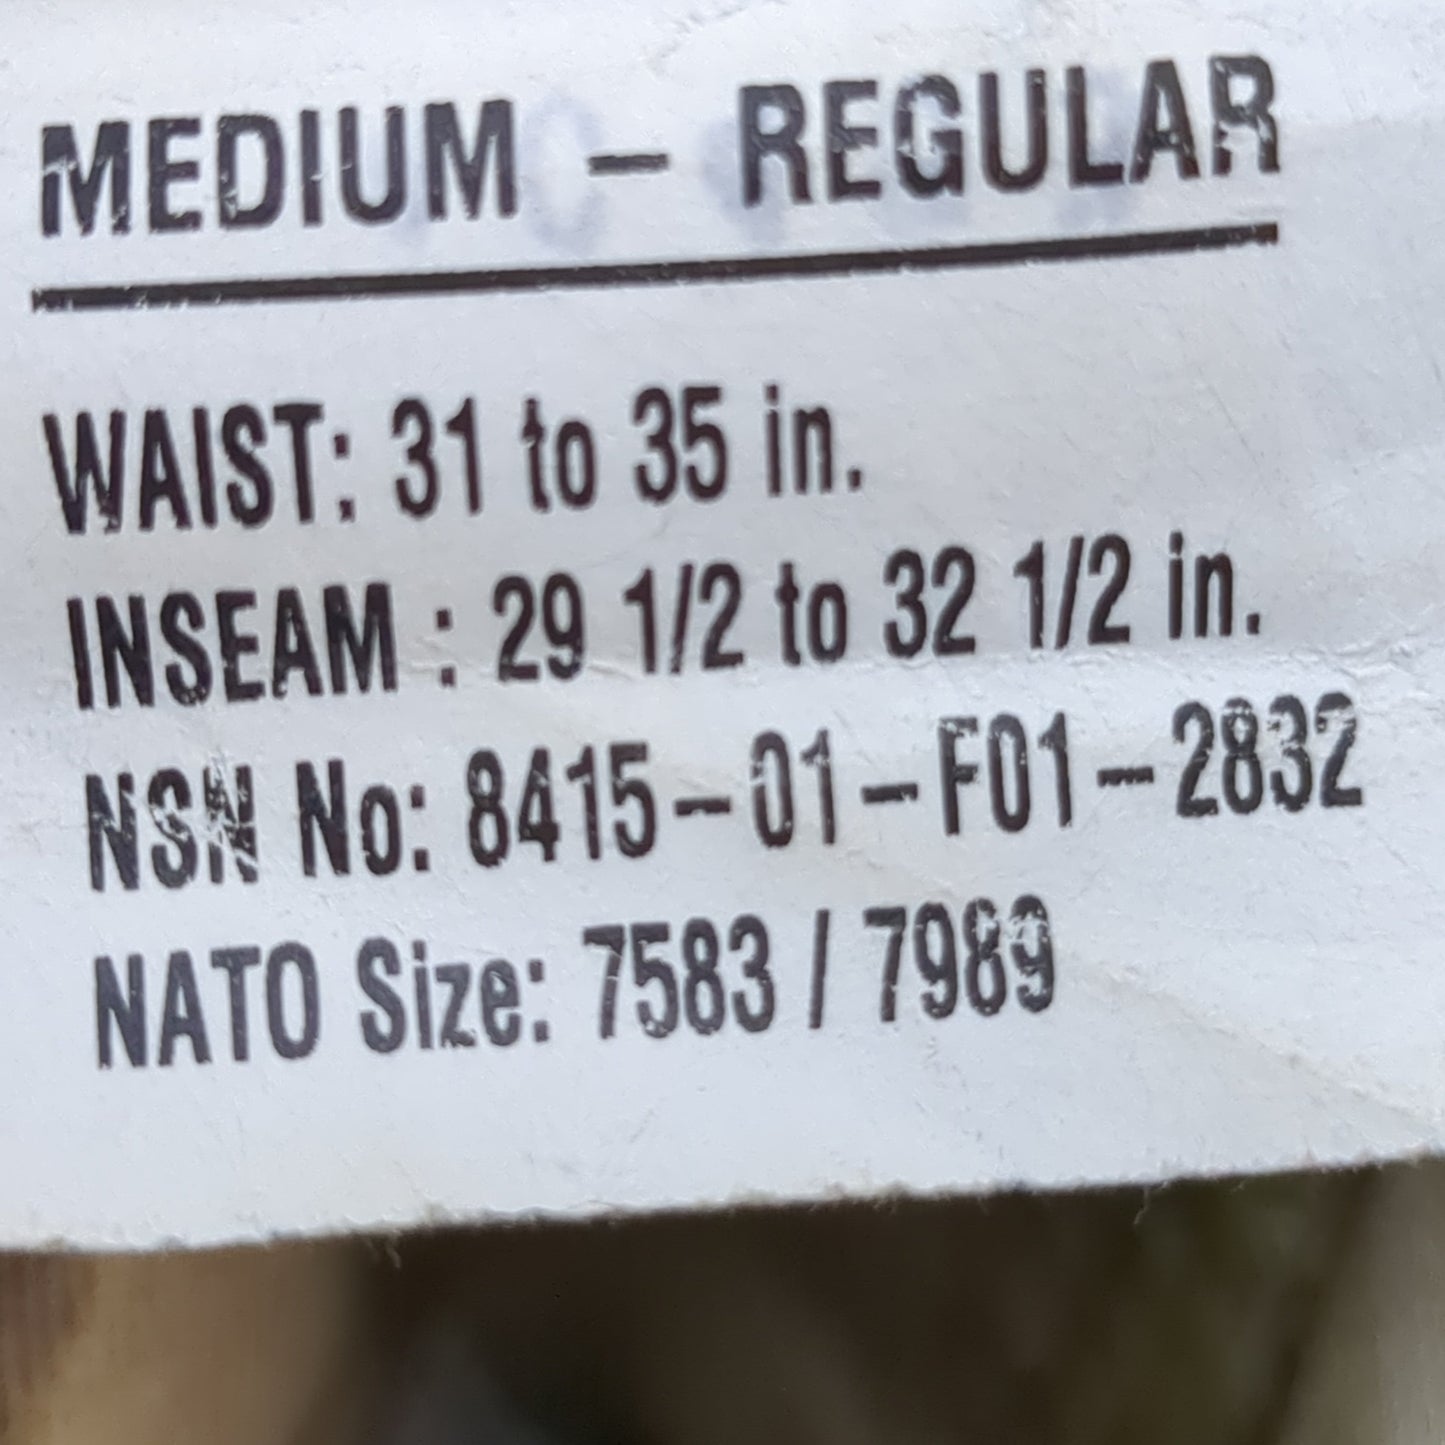 MEDIUM – REGULAR
WAIST: 31 to 35 in.
INSEAM : 29 1/2 to 32 1/2 in.
NSN No: 8415–01–F01–2832
NATO Size: 7583 / 7989